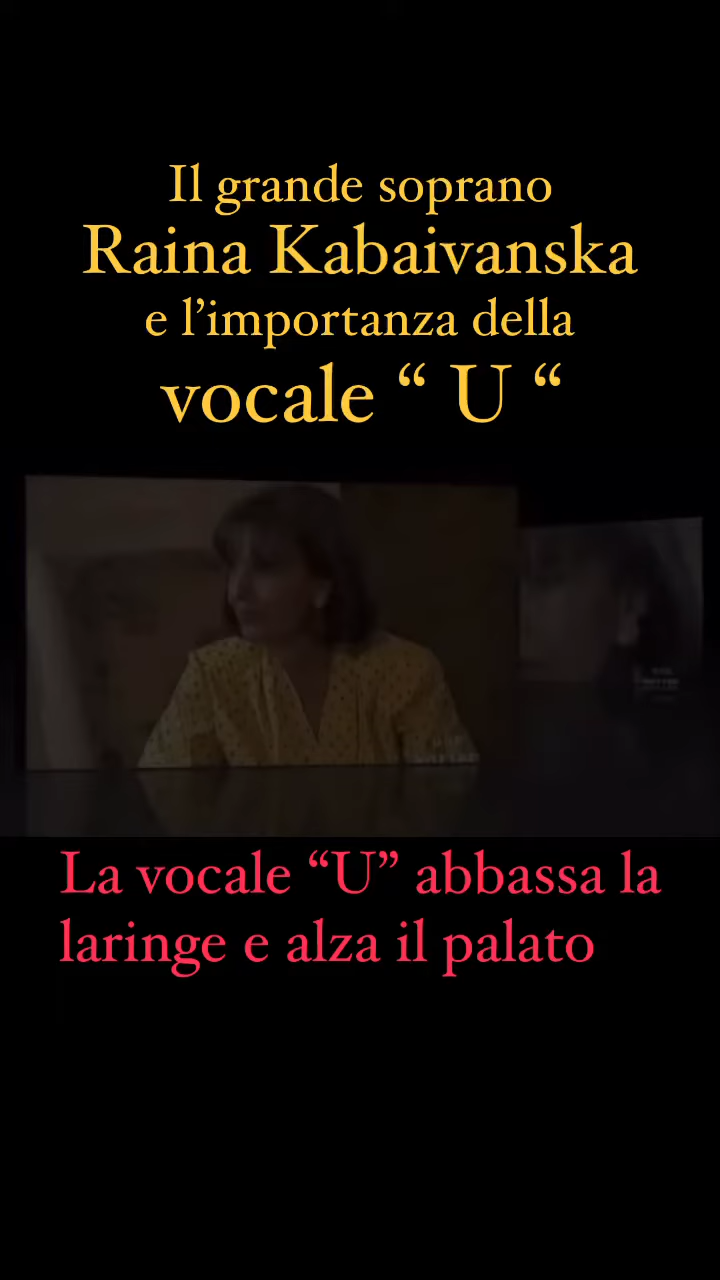 Il grande soprano
Raina Kabaivanska
e l’importanza della
vocale “ U “
La vocale “U” abbassa la
laringe e alza il palato